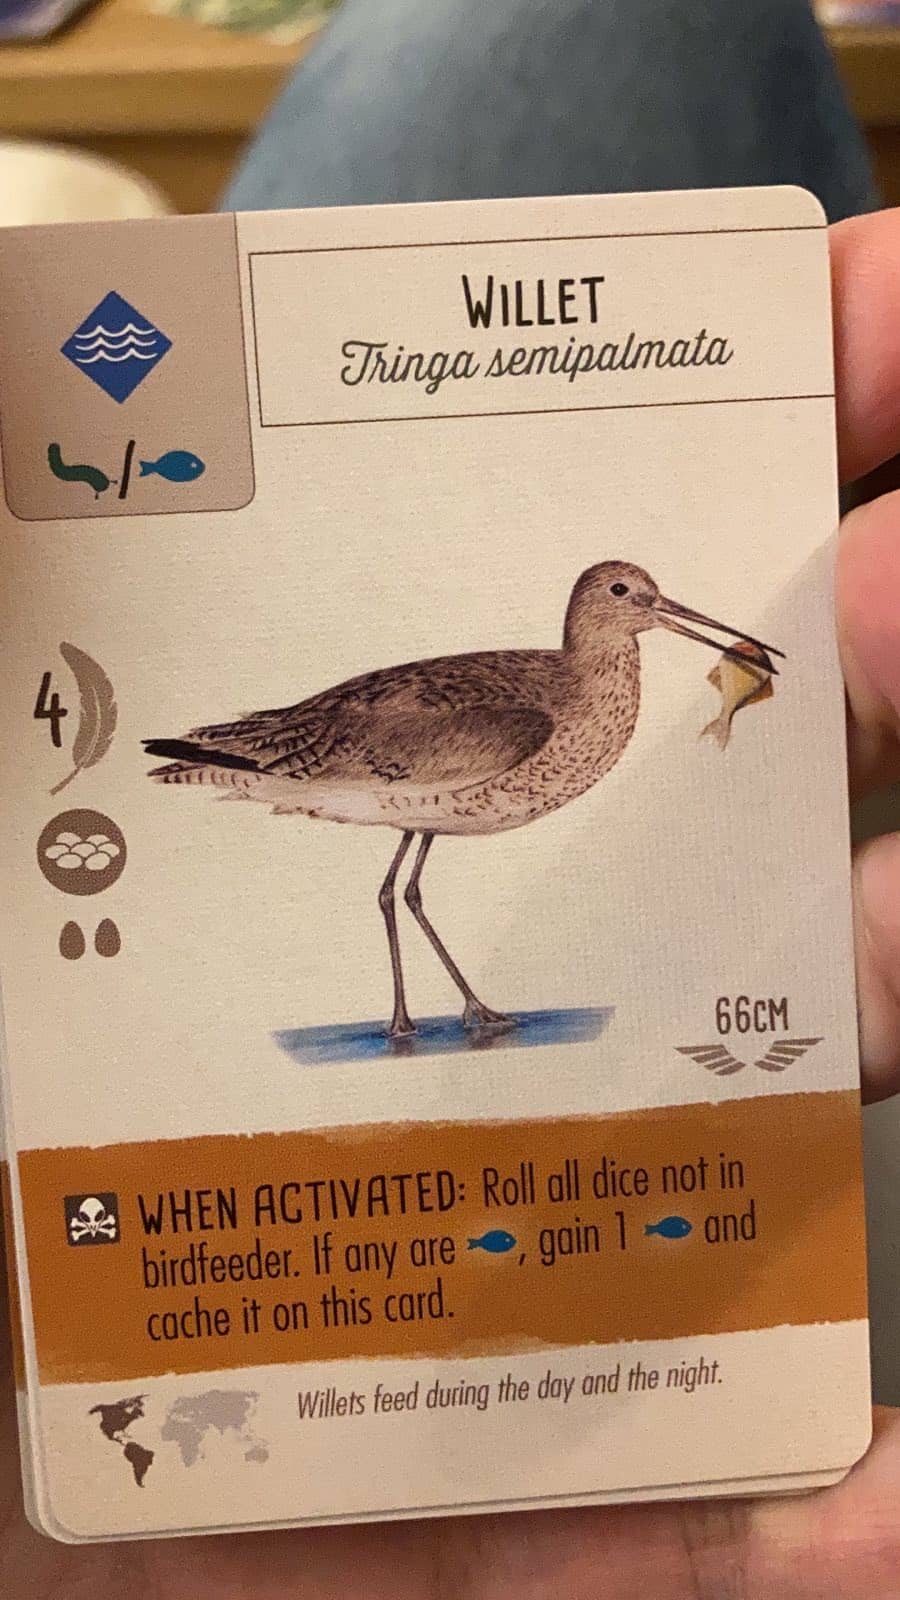 WILLET
Tringa semipalmata
/
4
66CM
WHEN ACTIVATED: Roll all dice not in
birdfeeder. If any are , gain 1 and
cache it on this card.
Willets feed during the day and the night.